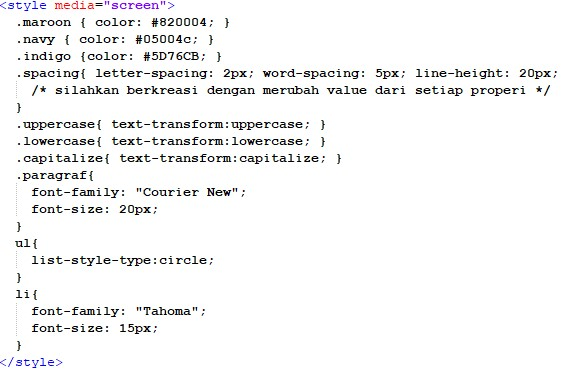 <style media="screen">
.maroon { color: #820004; }
.navy { color: #05004c; }
.indigo {color: #5D76CB; }
.spacing{ letter-spacing: 2px; word-spacing: 5px; line-height: 20px;
/* silahkan berkreasi dengan merubah value dari setiap properi */
}
.uppercase{ text-transform:uppercase; }
.lowercase{ text-transform:lowercase; }
.capitalize{ text-transform:capitalize; }
.paragraf{
font-family: "Courier New";
font-size: 20px;
}
ul{
list-style-type:circle;
}
li{
font-family: "Tahoma";
font-size: 15px;
}
</style>